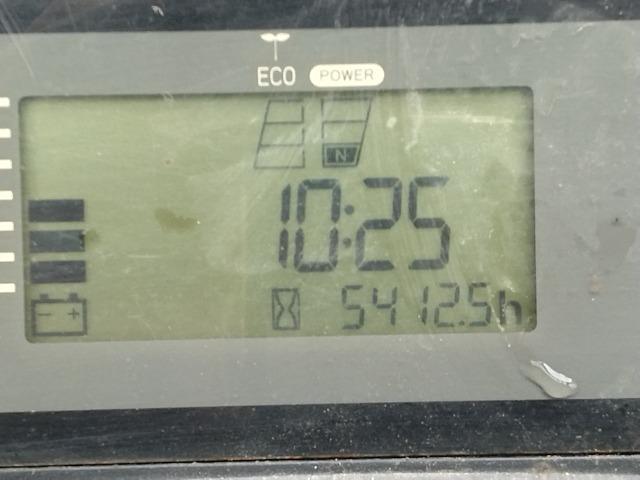 ECO POWER
N
10:25
- +
5412.5h